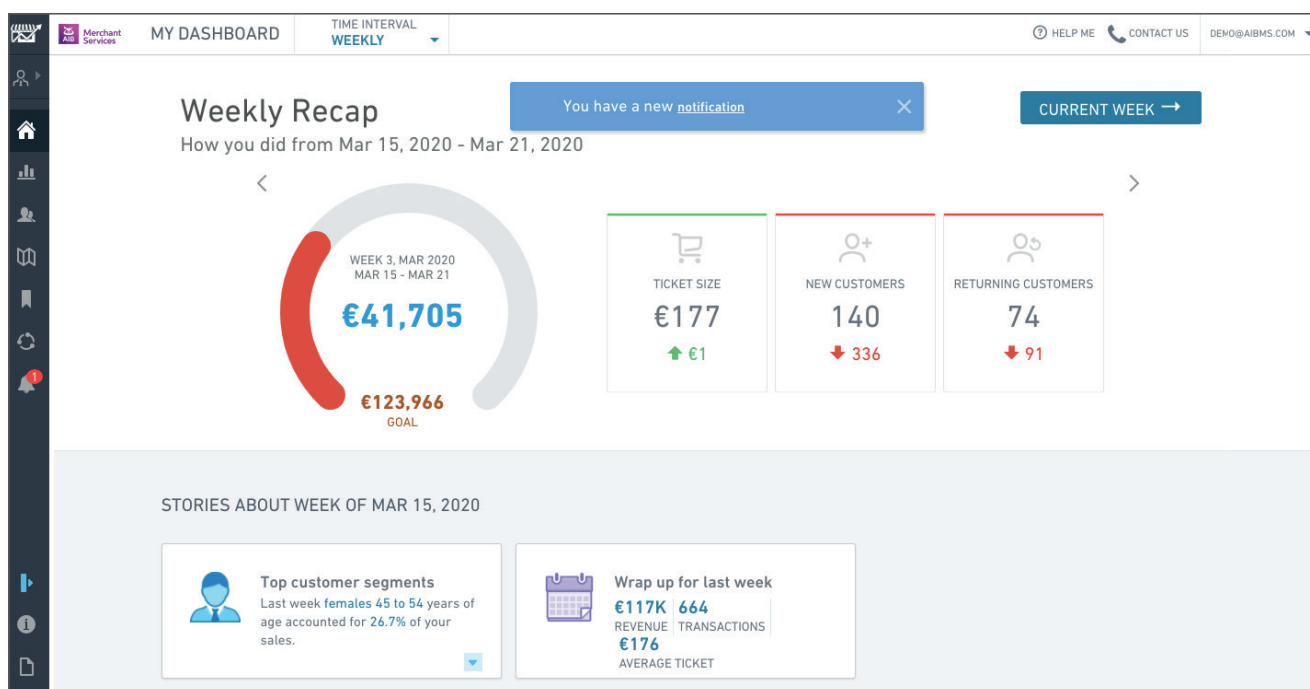 AIB
Merchant
Services
MY DASHBOARD
TIME INTERVAL
WEEKLY
HELP ME
CONTACT US
DEMO@AIBMS.COM
Weekly Recap
You have a new notification
CURRENT WEEK →
How you did from Mar 15, 2020 - Mar 21, 2020
WEEK 3, MAR 2020
MAR 15 - MAR 21
€41,705
€123,966
GOAL
TICKET SIZE
€177
€1
NEW CUSTOMERS
140
336
RETURNING CUSTOMERS
74
91
1
STORIES ABOUT WEEK OF MAR 15, 2020
Top customer segments
Last week females 45 to 54 years of
age accounted for 26.7% of your
sales.
Wrap up for last week
€117K 664
REVENUE TRANSACTIONS
€176
AVERAGE TICKET